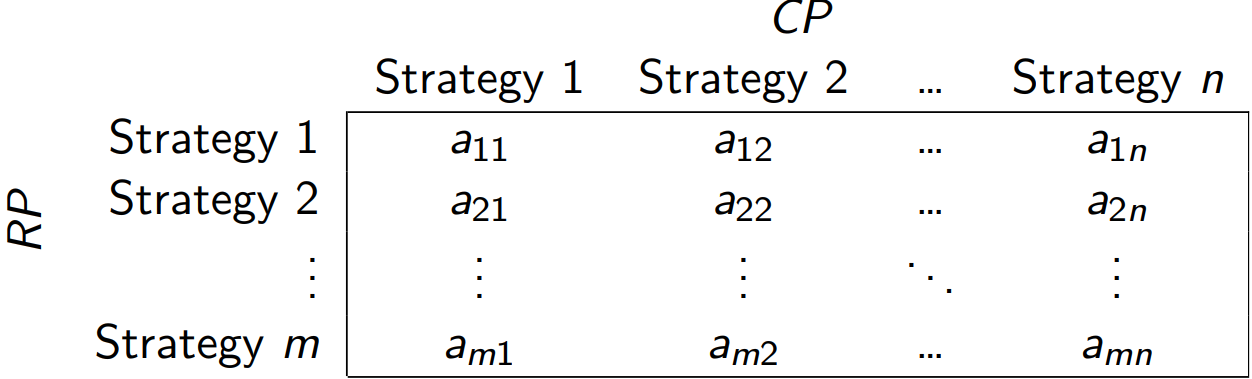 CP
Strategy 1 Strategy 2 ... Strategy n
Strategy 1 a₁₁ a₁₂ ... a₁ₙ
RP
Strategy 2 a₂₁ a₂₂ ... a₂ₙ
⋮ ⋮ ⋮ ⋱ ⋮
Strategy m aₘ₁ aₘ₂ ... aₘₙ